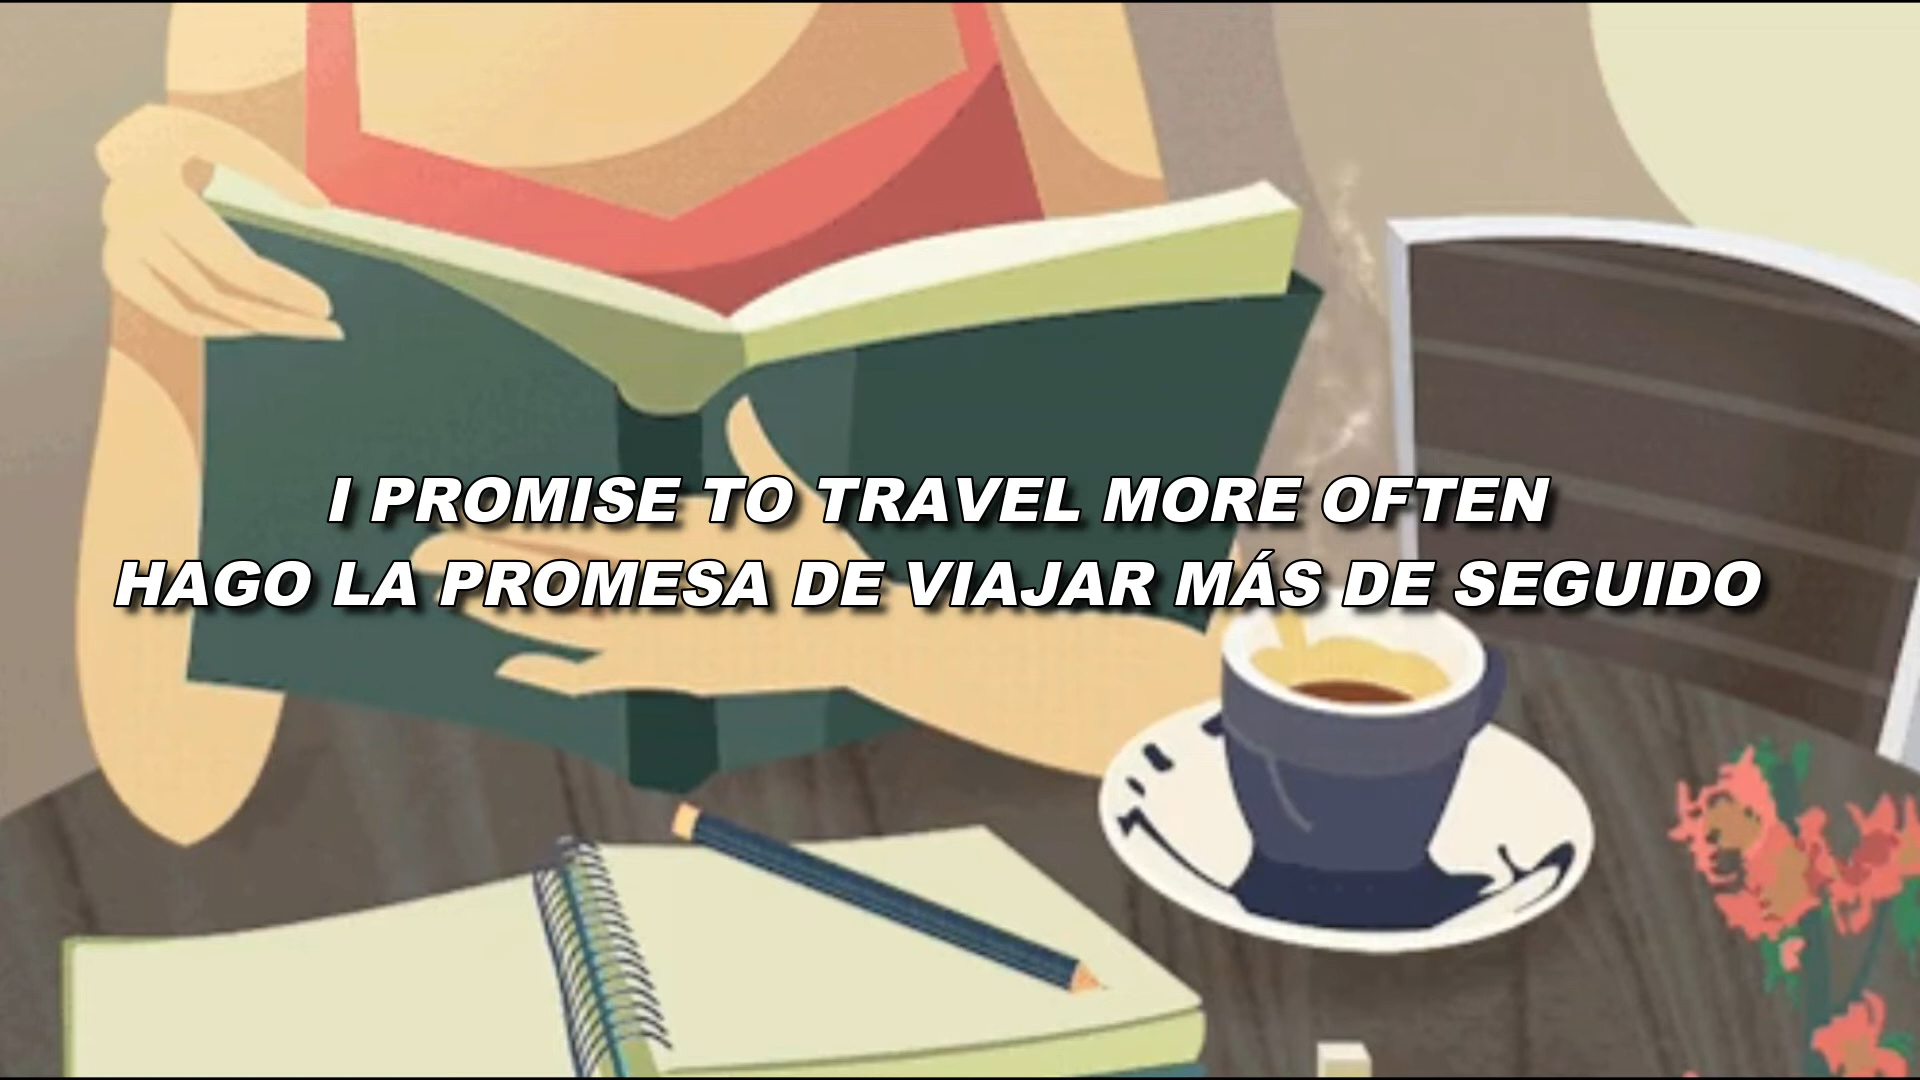 I PROMISE TO TRAVEL MORE OFTEN
HAGO LA PROMESA DE VIAJAR MÁS DE SEGUIDO